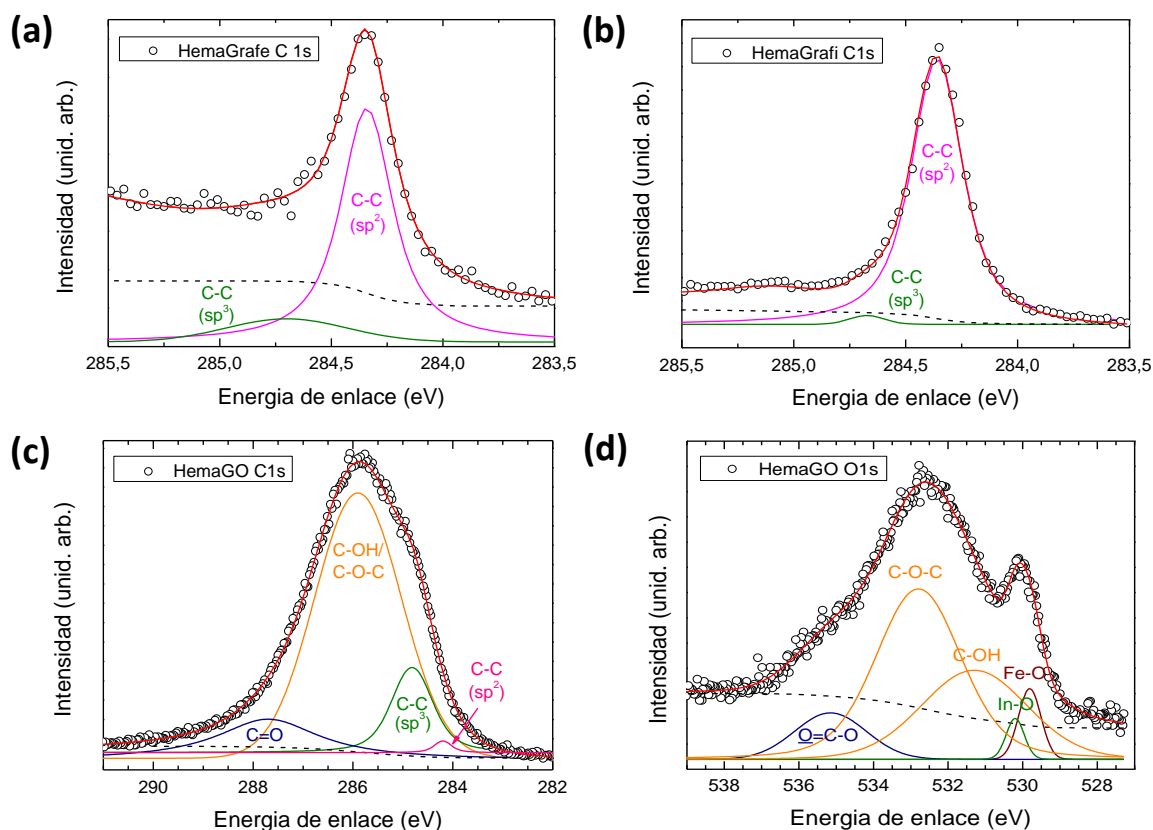 (a)
HemaGrafe C 1s
Intensidad (unid. arb.)
C-C
(sp²)
C-C
(sp³)
285,5 285,0 284,5 284,0 283,5
Energia de enlace (eV)
(b)
HemaGrafi C1s
Intensidad (unid. arb.)
C-C
(sp²)
C-C
(sp³)
285,5 285,0 284,5 284,0 283,5
Energia de enlace (eV)
(c)
HemaGO C1s
Intensidad (unid. arb.)
C-OH/
C-O-C
C-C
(sp²)
C-C
(sp³)
C=O
290 288 286 284 282
Energia de enlace (eV)
(d)
HemaGO O1s
Intensidad (unid. arb.)
C-O-C
C-OH
Fe-O
In-O
O=C-O
538 536 534 532 530 528
Energia de enlace (eV)